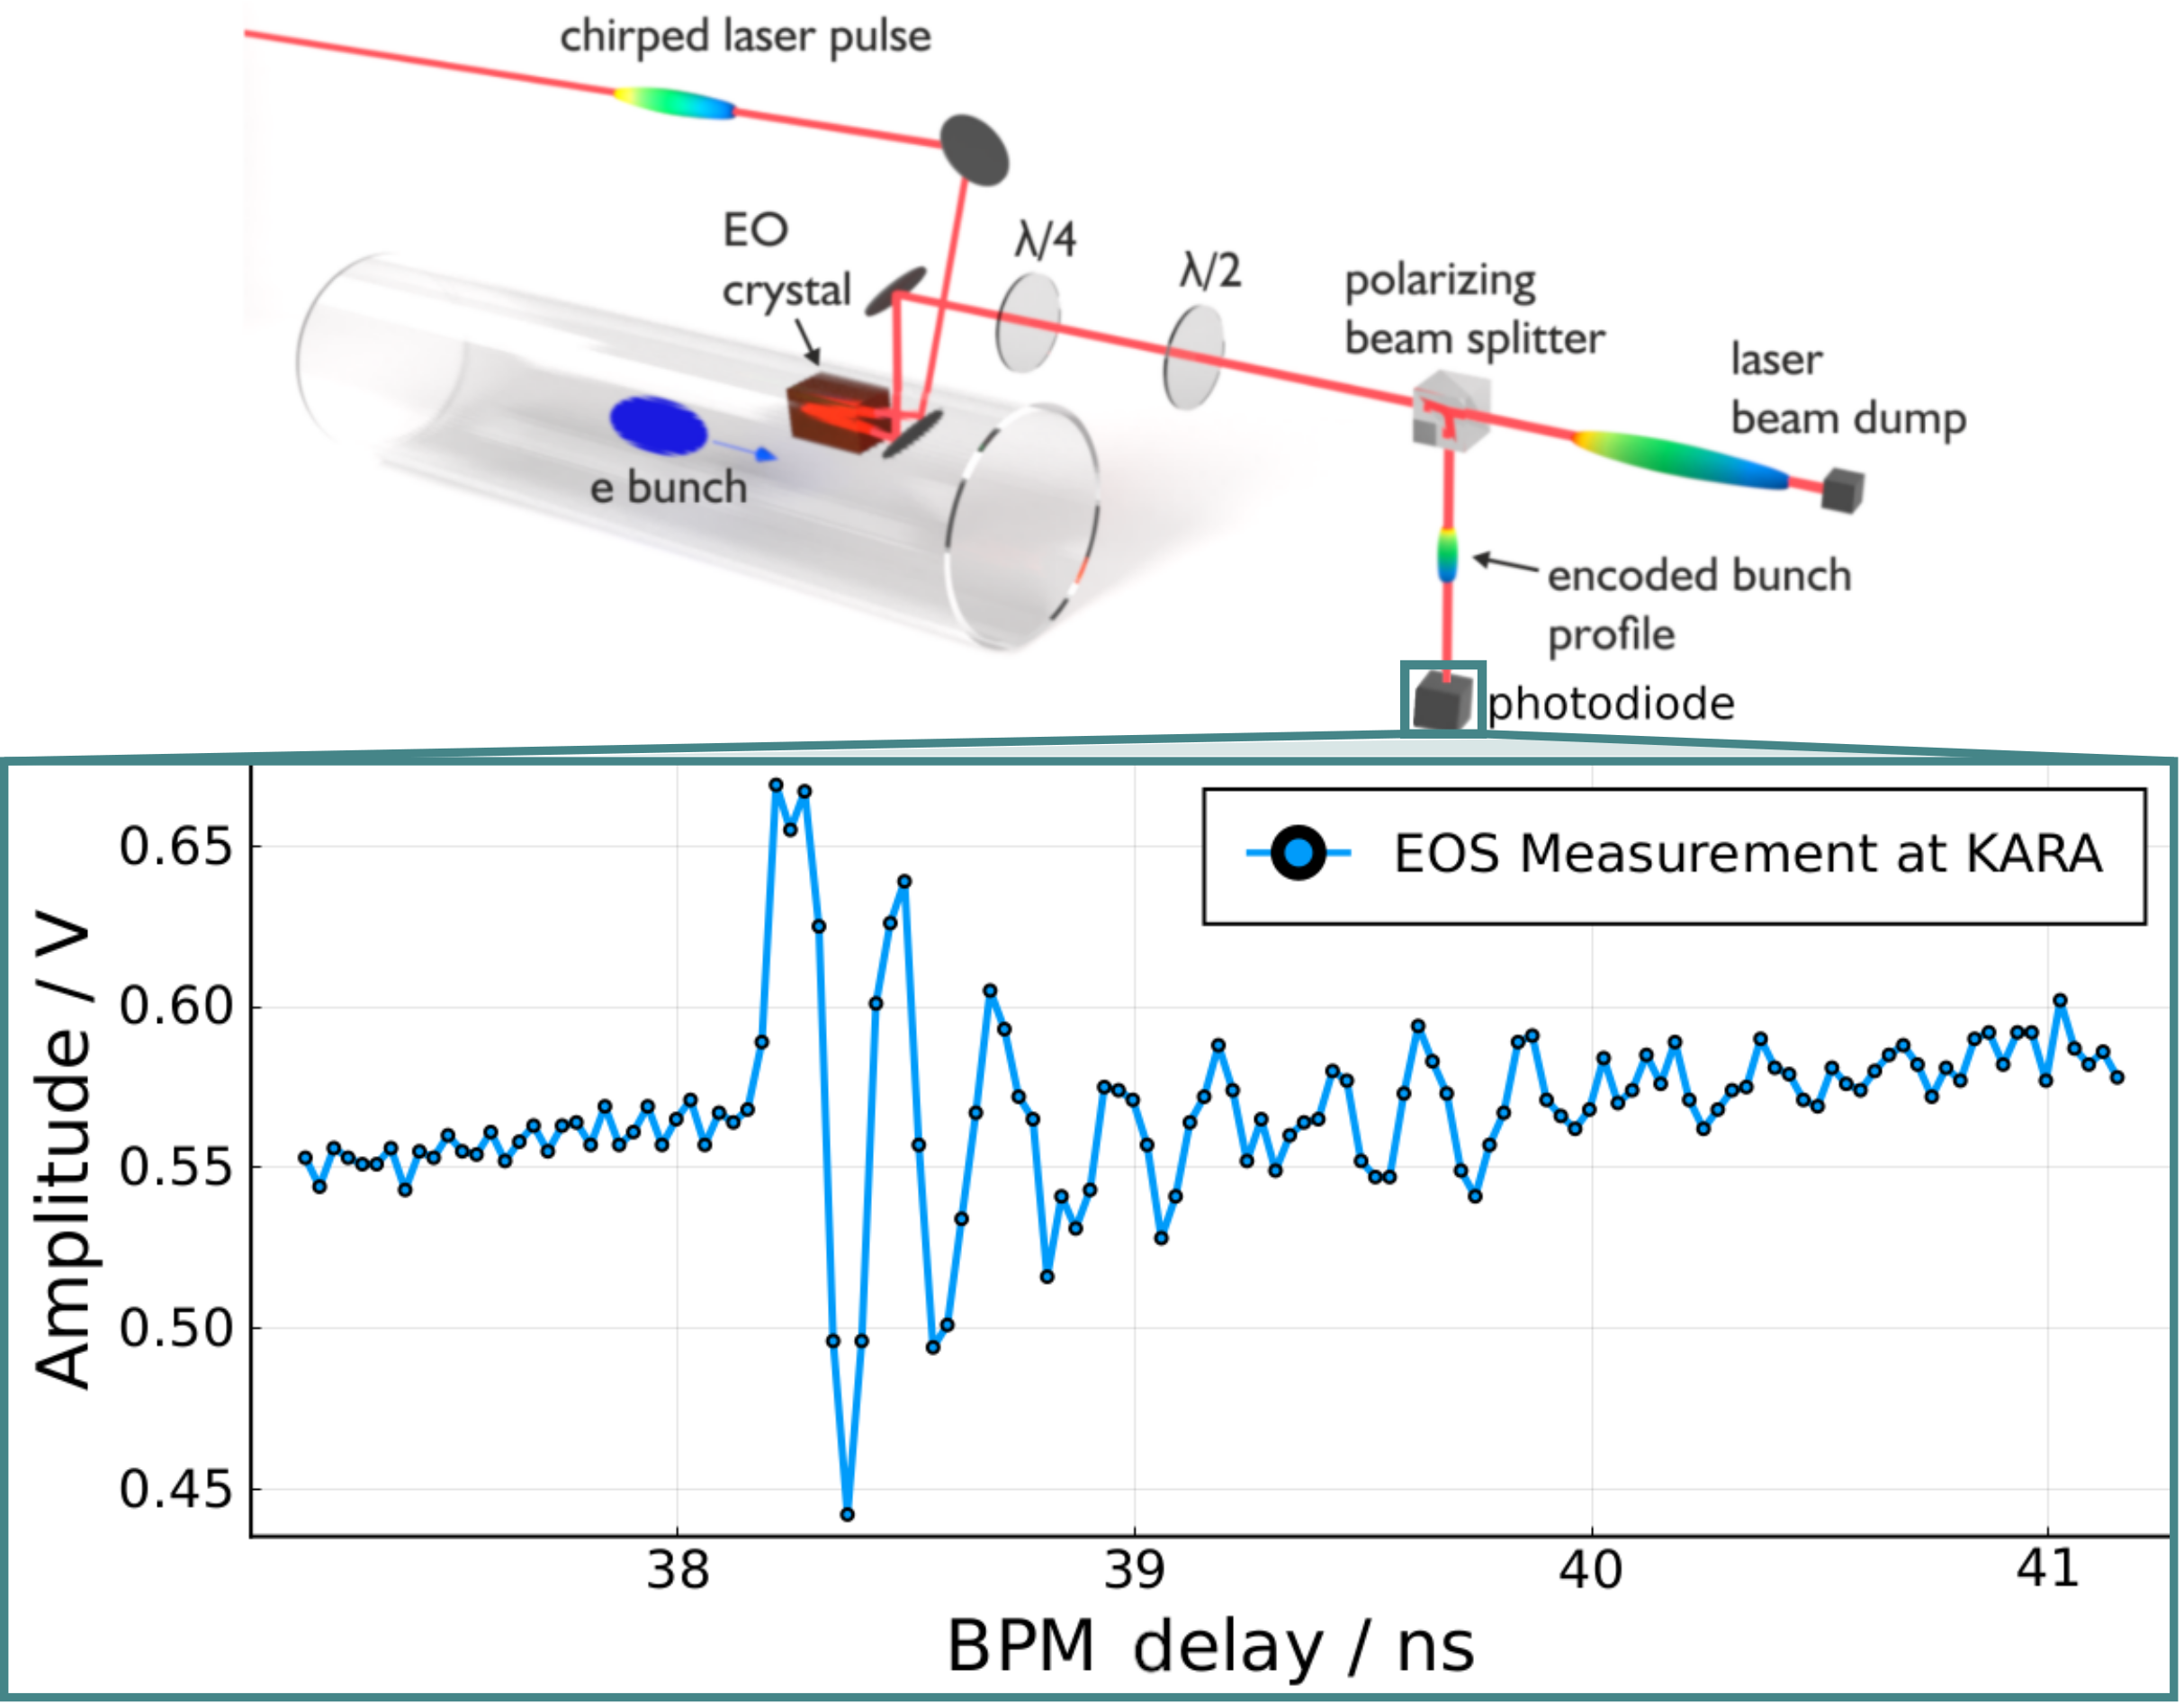 chirped laser pulse
EO
crystal
λ/4
λ/2
polarizing
beam splitter
laser
beam dump
e bunch
encoded bunch
profile
photodiode
EOS Measurement at KARA
Amplitude / V
0.65
0.60
0.55
0.50
0.45
38
39
40
41
BPM delay / ns